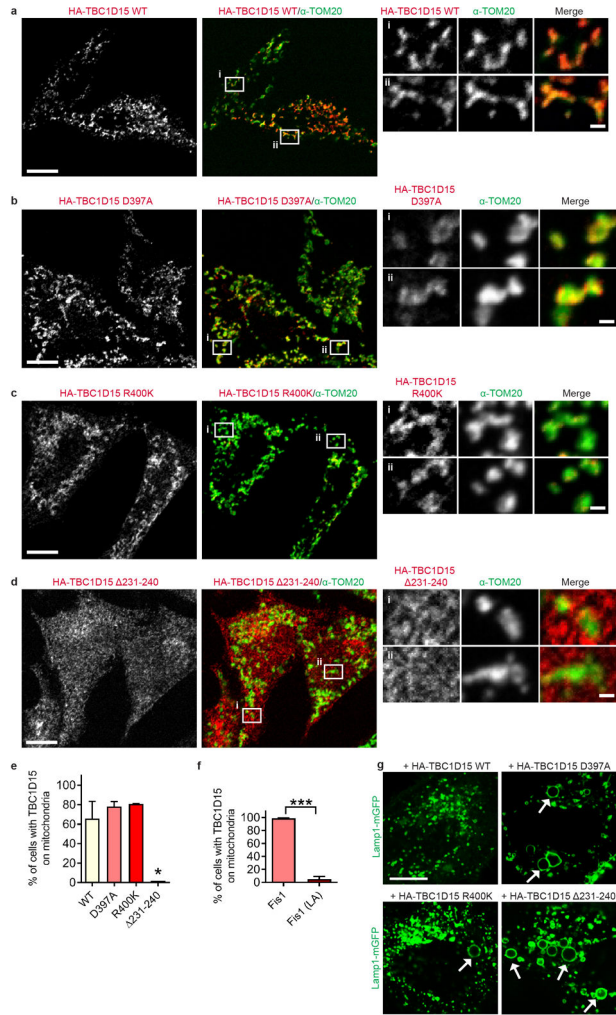 a
HA-TBC1D15 WT
HA-TBC1D15 WT/α-TOM20
HA-TBC1D15 WT
α-TOM20
Merge
i
ii
i
ii
b
HA-TBC1D15 D397A
HA-TBC1D15 D397A/α-TOM20
HA-TBC1D15
D397A
α-TOM20
Merge
i
ii
i
ii
c
HA-TBC1D15 R400K
HA-TBC1D15 R400K/α-TOM20
HA-TBC1D15
R400K
α-TOM20
Merge
i
ii
i
ii
d
HA-TBC1D15 Δ231-240
HA-TBC1D15 Δ231-240/α-TOM20
HA-TBC1D15
Δ231-240
α-TOM20
Merge
i
ii
i
ii
e
% of cells with TBC1D15
on mitochondria
100
80
60
40
20
0
*
WT
D397A
R400K
Δ231-240
f
% of cells with TBC1D15
on mitochondria
100
80
60
40
20
0
***
Fis1
Fis1 (LA)
g
+ HA-TBC1D15 WT
+ HA-TBC1D15 D397A
Lamp1-mGFP
+ HA-TBC1D15 R400K
+ HA-TBC1D15 Δ231-240
Lamp1-mGFP